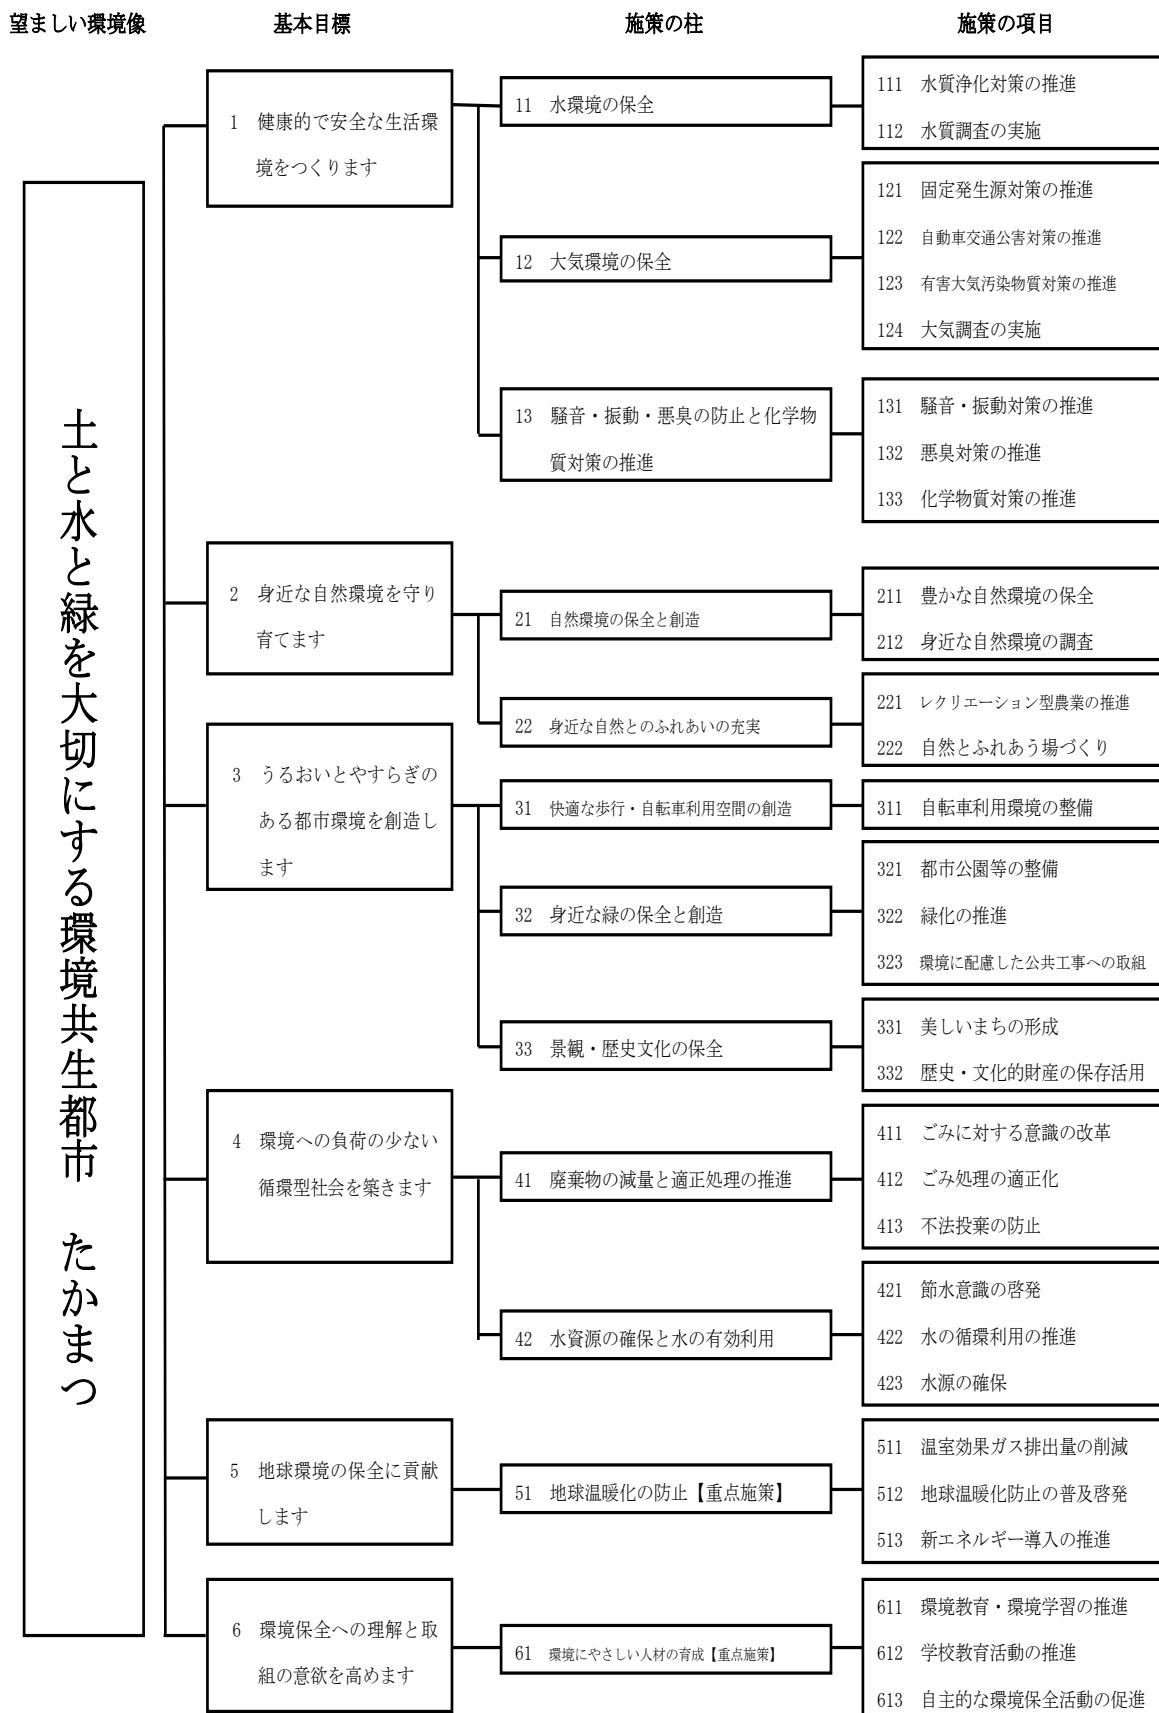 望ましい環境像　基本目標　施策の柱　施策の項目
土と水と緑を大切にする環境共生都市　たかまつ
1　健康的で安全な生活環
境をつくります
11　水環境の保全
111　水質浄化対策の推進
112　水質調査の実施
12　大気環境の保全
121　固定発生源対策の推進
122　自動車交通公害対策の推進
123　有害大気汚染物質対策の推進
124　大気調査の実施
13　騒音・振動・悪臭の防止と化学物
質対策の推進
131　騒音・振動対策の推進
132　悪臭対策の推進
133　化学物質対策の推進
2　身近な自然環境を守り
育てます
21　自然環境の保全と創造
211　豊かな自然環境の保全
212　身近な自然環境の調査
22　身近な自然とのふれあいの充実
221　レクリエーション型農業の推進
222　自然とふれあう場づくり
3　うるおいとやすらぎの
ある都市環境を創造し
ます
31　快適な歩行・自転車利用空間の創造
311　自転車利用環境の整備
32　身近な緑の保全と創造
321　都市公園等の整備
322　緑化の推進
323　環境に配慮した公共工事への取組
33　景観・歴史文化の保全
331　美しいまちの形成
332　歴史・文化的財産の保存活用
4　環境への負荷の少ない
循環型社会を築きます
41　廃棄物の減量と適正処理の推進
411　ごみに対する意識の改革
412　ごみ処理の適正化
413　不法投棄の防止
42　水資源の確保と水の有効利用
421　節水意識の啓発
422　水の循環利用の推進
423　水源の確保
5　地球環境の保全に貢献
します
51　地球温暖化の防止【重点施策】
511　温室効果ガス排出量の削減
512　地球温暖化防止の普及啓発
513　新エネルギー導入の推進
6　環境保全への理解と取
組の意欲を高めます
61　環境にやさしい人材の育成【重点施策】
611　環境教育・環境学習の推進
612　学校教育活動の推進
613　自主的な環境保全活動の促進